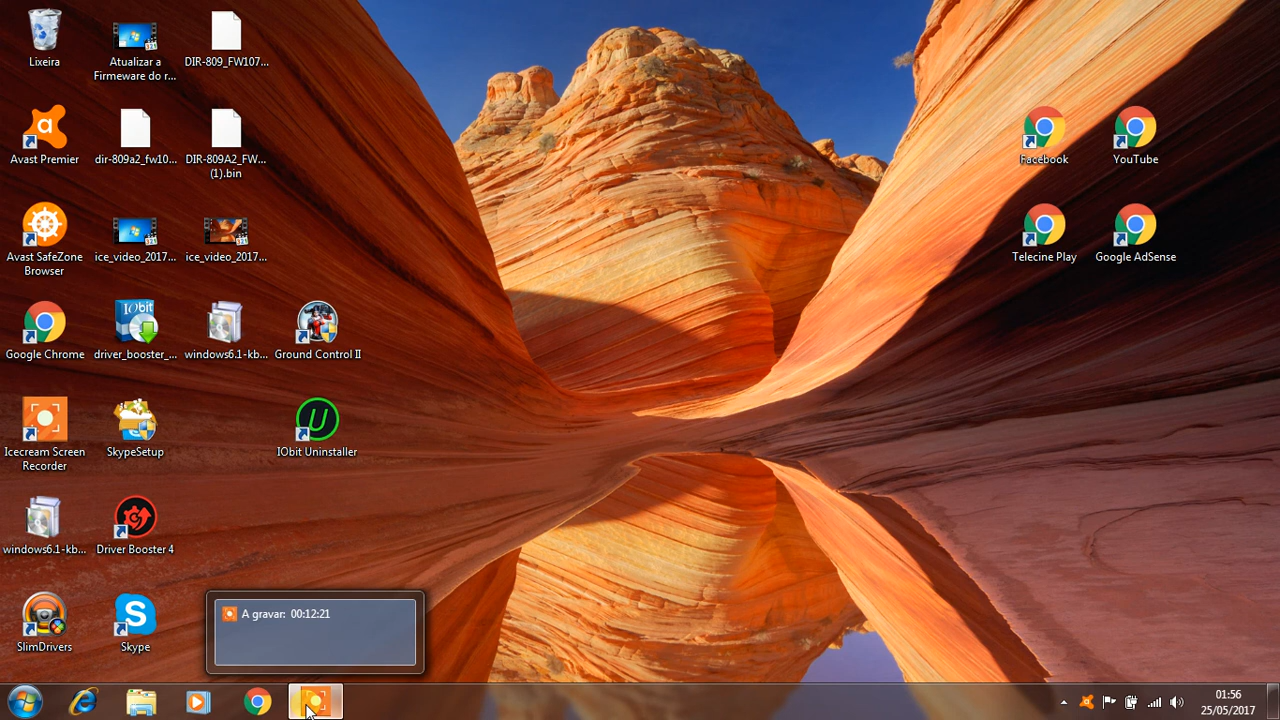 Lixeira
Atualizar a
Firmeware do r...
DIR-809_FW107...
Avast Premier
dir-809a2_fw10...
DIR-809A2_FW...
(1).bin
Facebook
YouTube
Avast SafeZone
Browser
ice_video_2017...
ice_video_2017...
Telecine Play
Google AdSense
Google Chrome
IObit
driver_booster_...
windows6.1-kb...
Ground Control II
Icecream Screen
Recorder
SkypeSetup
IObit Uninstaller
windows6.1-kb...
Driver Booster 4
SlimDrivers
Skype
A gravar: 00:12:21
01:56
25/05/2017